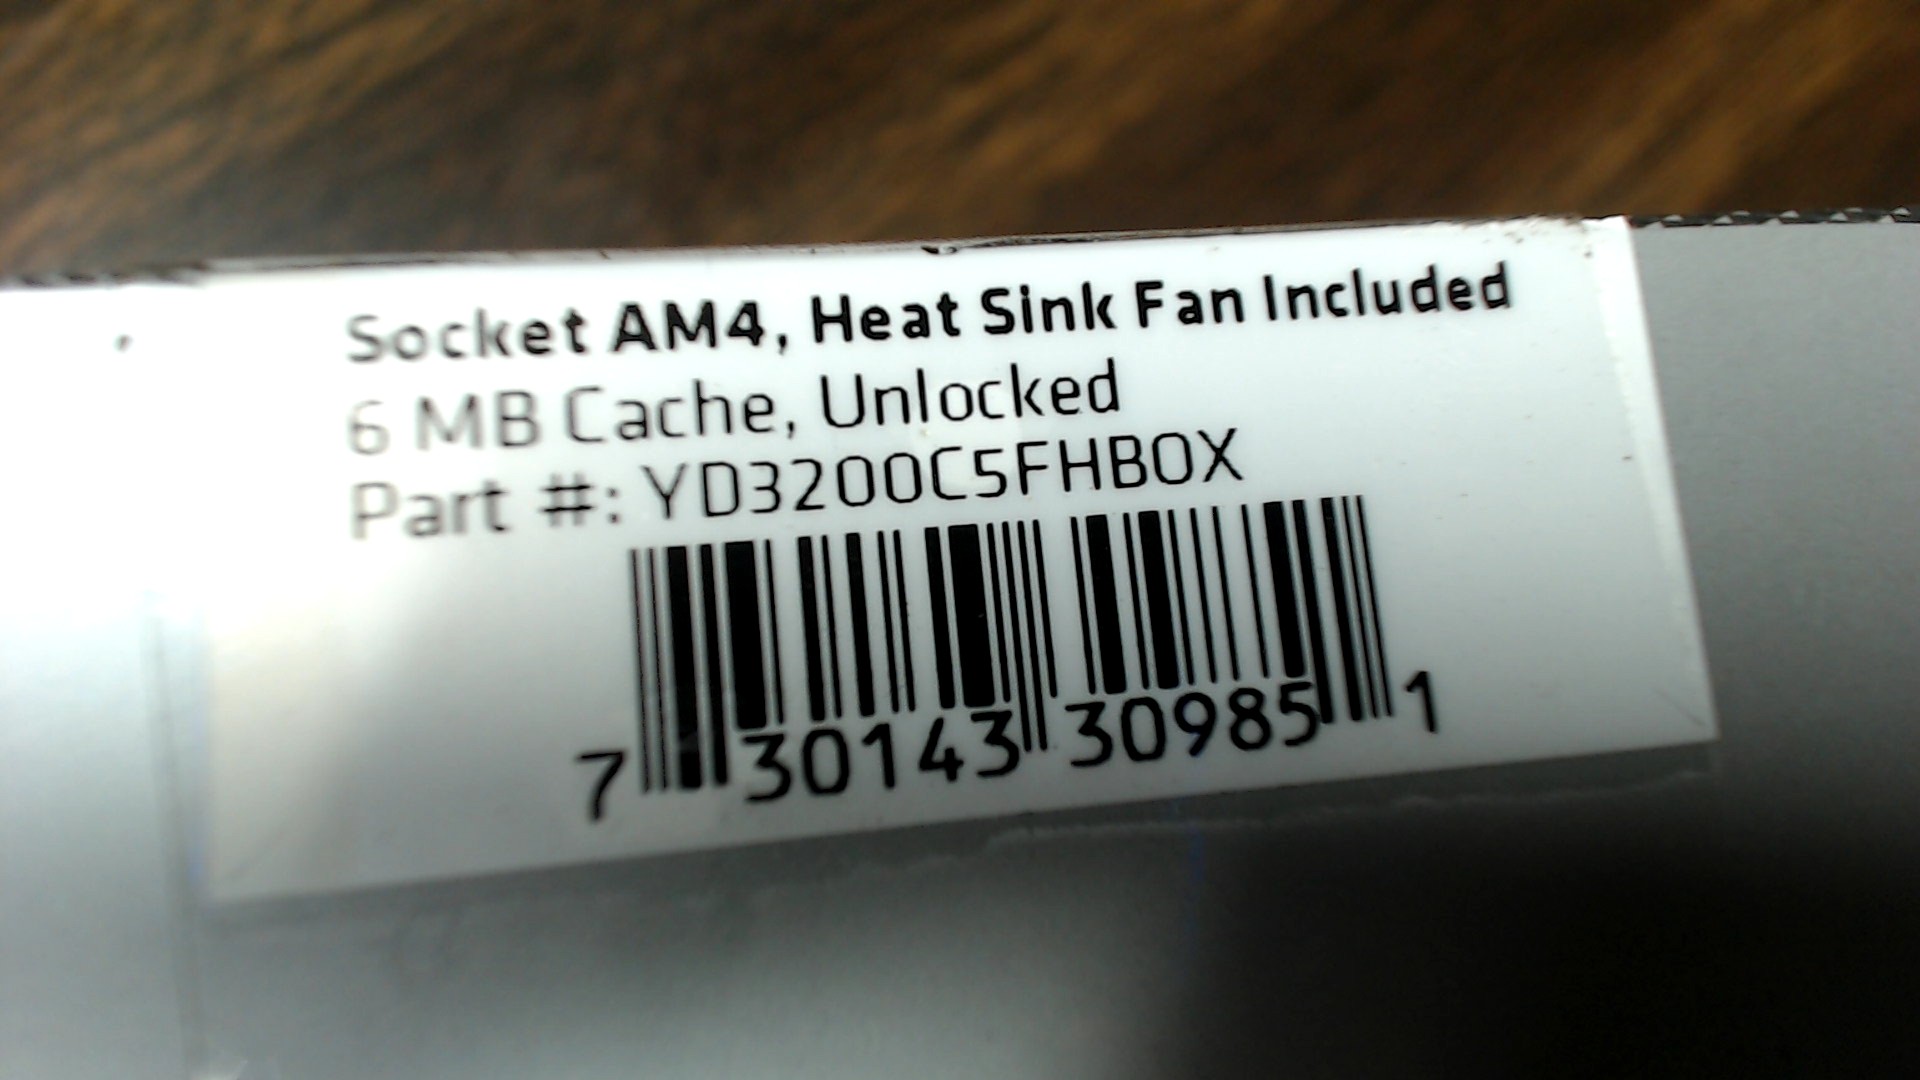 Socket AM4, Heat Sink Fan Included
6 MB Cache, Unlocked
Part #: YD3200C5FHBOX
7 30143 30985 1